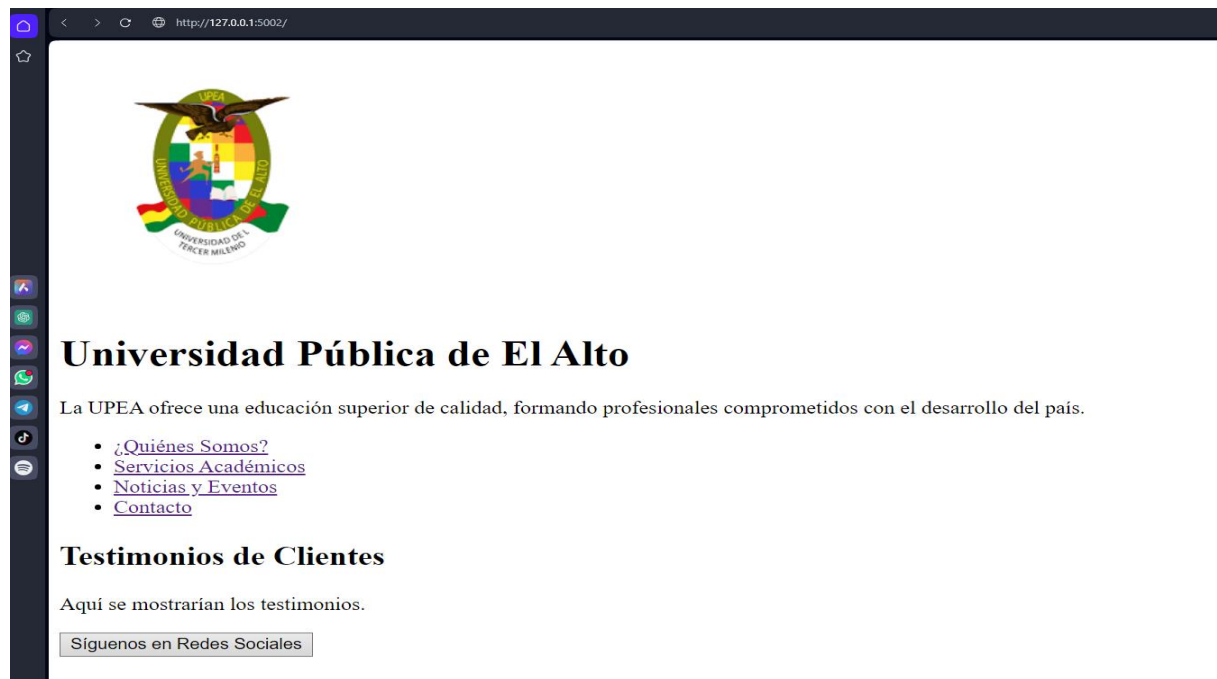 http://127.0.0.1:5002/
UPEA
UNIVERSIDAD PÚBLICA DE EL ALTO
UNIVERSIDAD DEL
TERCER MILENIO
Universidad Pública de El Alto
La UPEA ofrece una educación superior de calidad, formando profesionales comprometidos con el desarrollo del país.
• ¿Quiénes Somos?
• Servicios Académicos
• Noticias y Eventos
• Contacto
Testimonios de Clientes
Aquí se mostrarían los testimonios.
Síguenos en Redes Sociales